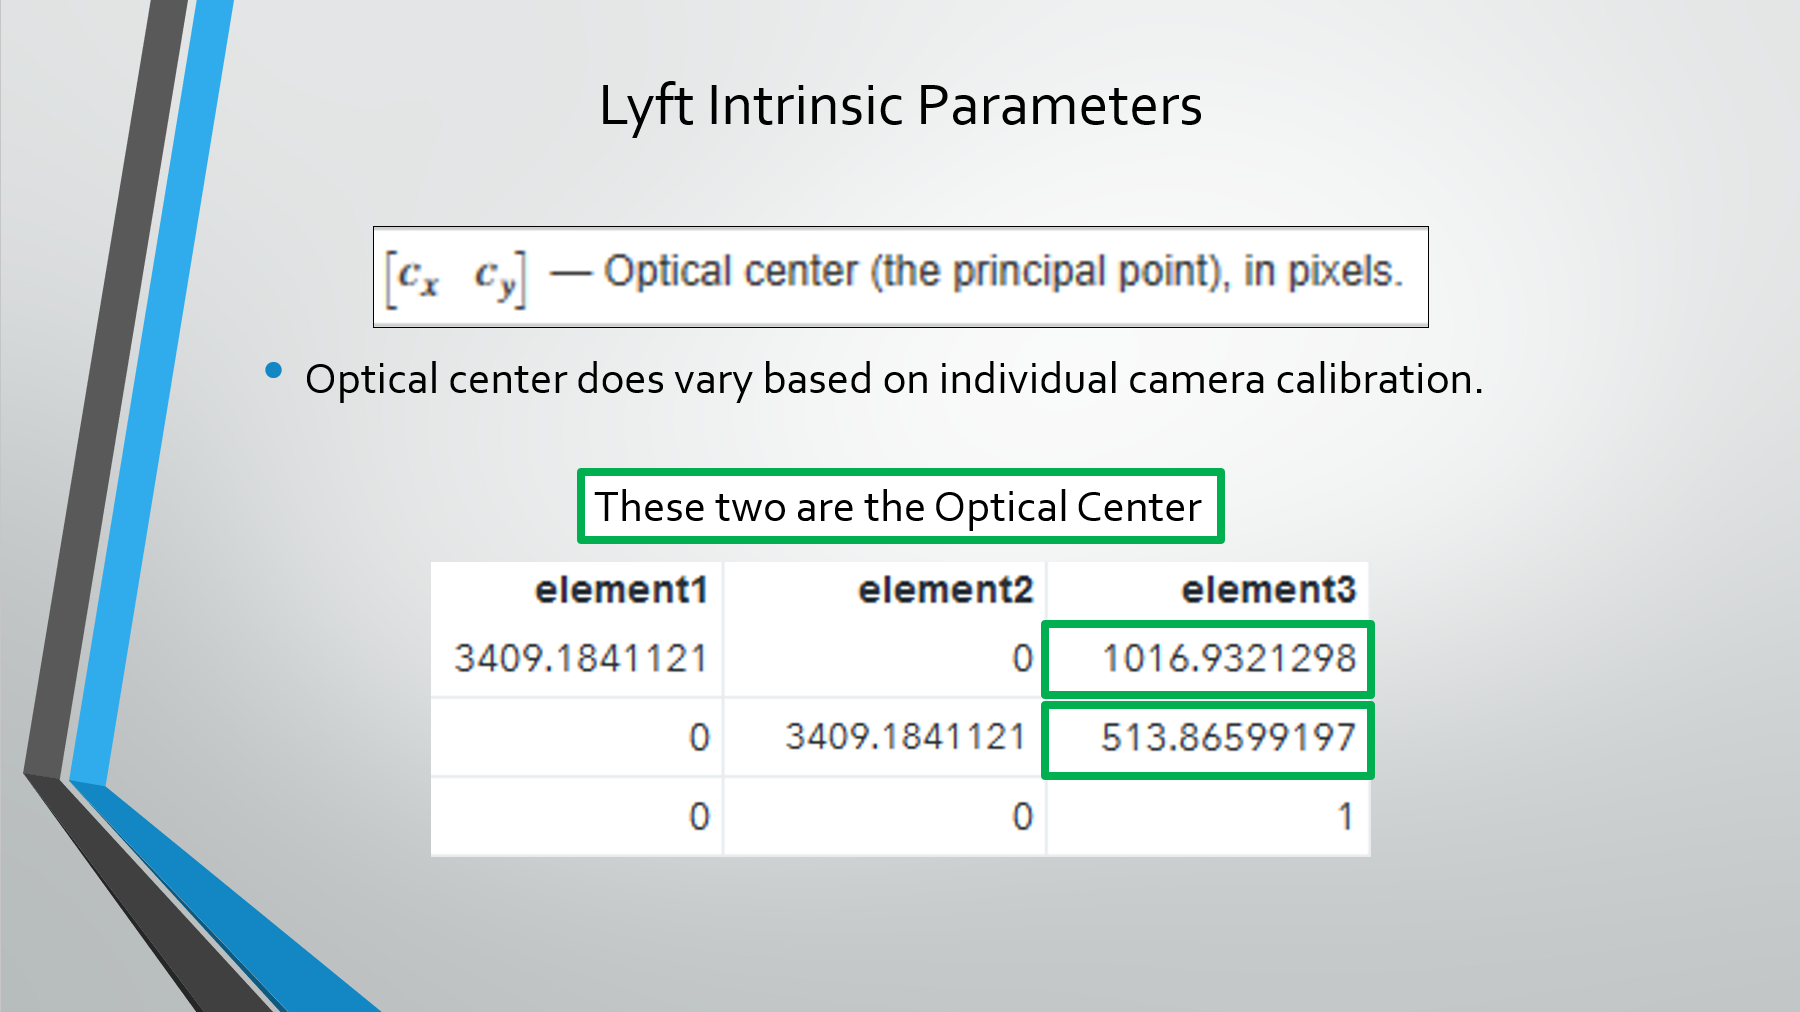 Lyft Intrinsic Parameters
[c_x c_y] — Optical center (the principal point), in pixels.
• Optical center does vary based on individual camera calibration.
These two are the Optical Center
element1 element2 element3
3409.1841121 0 1016.9321298
0 3409.1841121 513.86599197
0 0 1